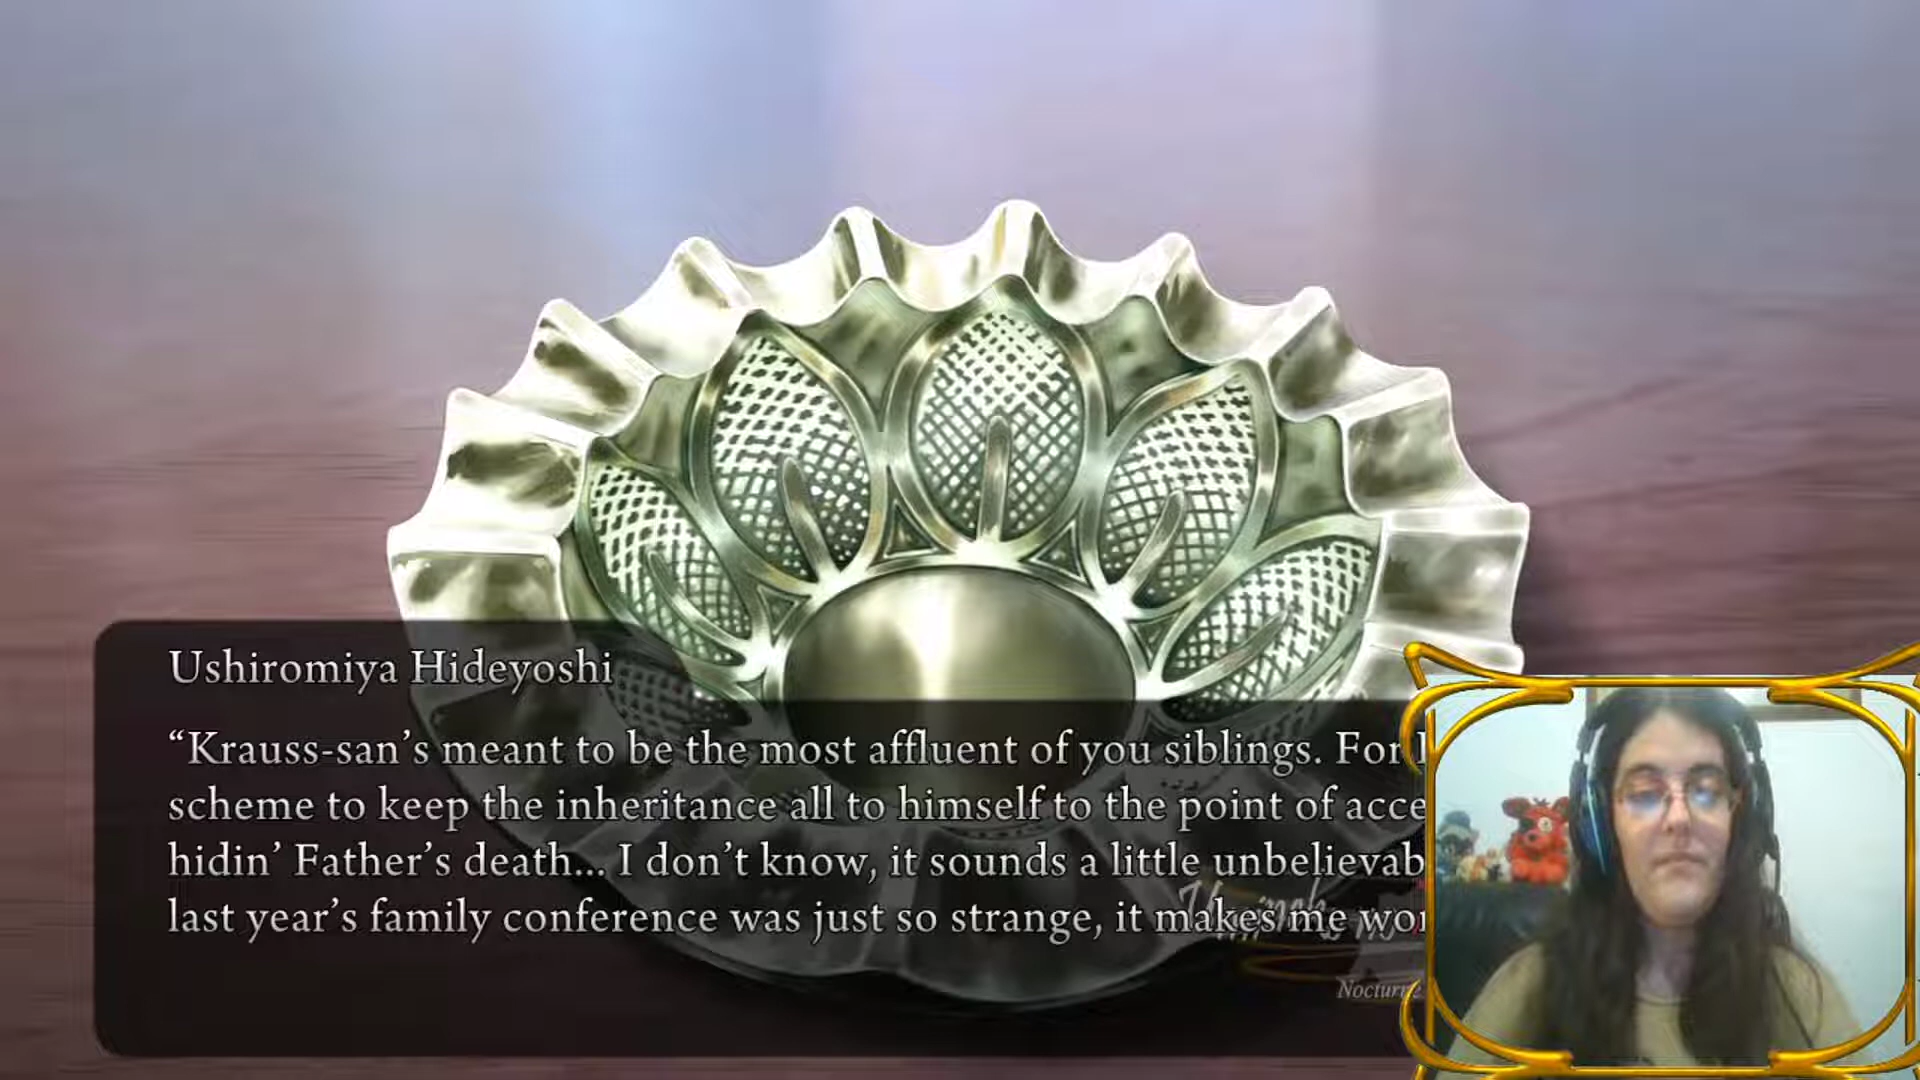 Ushiromiya Hideyoshi
“Krauss-san’s meant to be the most affluent of you siblings. For
scheme to keep the inheritance all to himself to the point of acce
hidin’ Father’s death... I don’t know, it sounds a little unbelievab
last year’s family conference was just so strange, it makes me wor
Nocturne